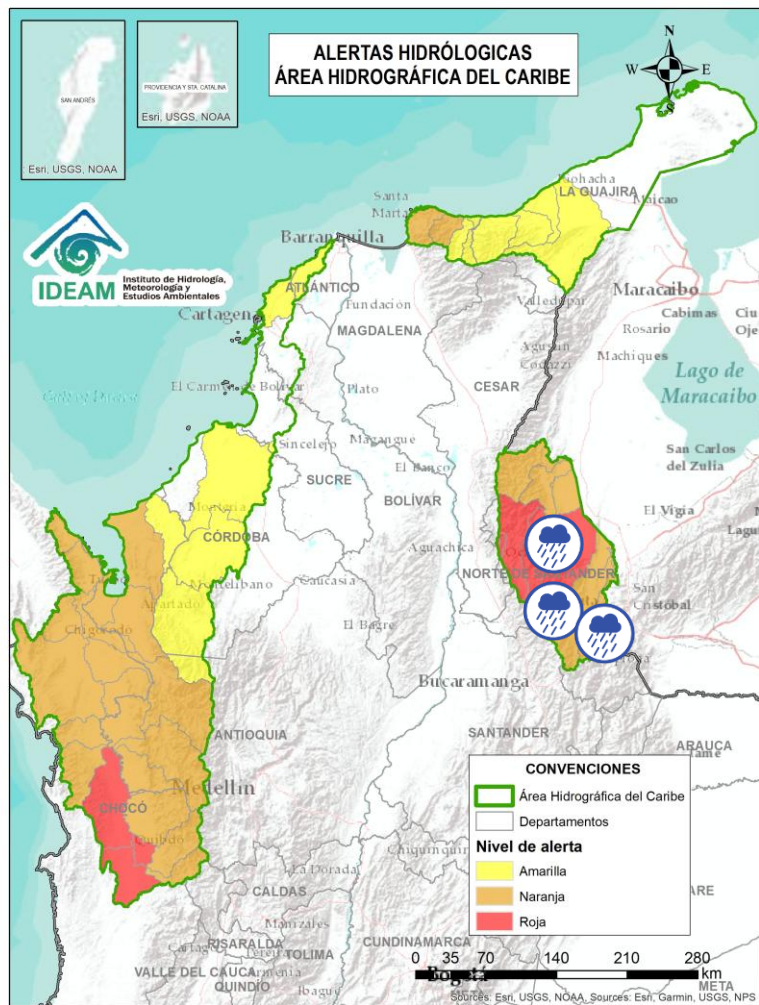 ALERTAS HIDRÓLOGICAS
ÁREA HIDROGRÁFICA DEL CARIBE
N
W
E
S
SAN ANDRÉS
Esri, USGS, NOAA
PROVIDENCIA Y STA. CATALINA
Esri, USGS, NOAA
IDEAM
Instituto de Hidrología,
Meteorología y
Estudios Ambientales
Santa
Marta
LA GUAJIRA
Maicao
Barranquilla
ATLÁNTICO
Fundación
Valledupar
Maracaibo
Cartagena
MAGDALENA
Rosario
Cabimas
Machiques
Agustín
Codazzi
Lago de
Maracaibo
El Carmen de Bolívar
Plato
CESAR
Sincelejo
Magangué
El Banco
San Carlos
del Zulia
SUCRE
BOLÍVAR
Montería
CÓRDOBA
Aguachica
El Vigía
NORTE DE SANTANDER
Montelíbano
Caucasia
San
Cristóbal
Apartadó
El Bagre
Chigorodó
Bucaramanga
ANTIOQUIA
SANTANDER
ARAUCA
Medellín
CHOCÓ
Quibdó
La Dorada
CALDAS
Manizales
RISARALDA
TOLIMA
CUNDINAMARCA
VALLE DEL CAUCA
QUINDÍO
Ibagué
Bogotá
META
CONVENCIONES
Área Hidrográfica del Caribe
Departamentos
Nivel de alerta
Amarilla
Naranja
Roja
0 35 70 140 210 280
km
Sources: Esri, USGS, NOAA, Sources: Esri, Garmin, USGS, NPS